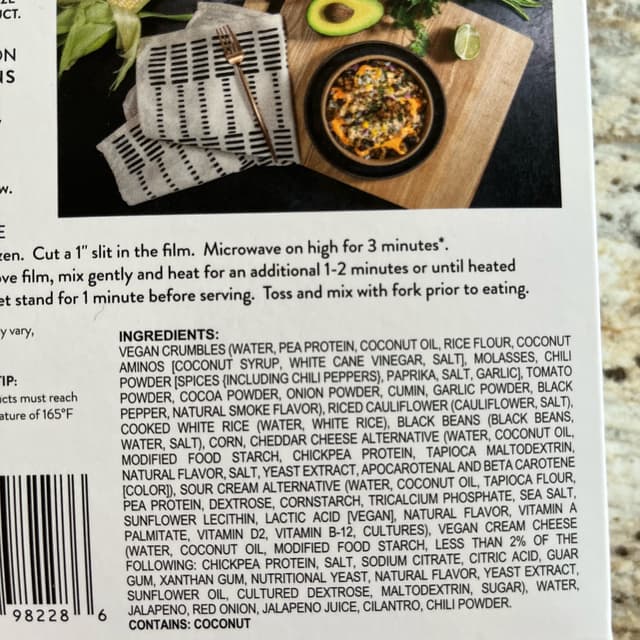 UCT.
ON
NS
w.
E
zen. Cut a 1" slit in the film. Microwave on high for 3 minutes*.
ove film, mix gently and heat for an additional 1-2 minutes or until heated
et stand for 1 minute before serving. Toss and mix with fork prior to eating.
y vary,
TIP:
cts must reach
ature of 165°F
INGREDIENTS:
VEGAN CRUMBLES (WATER, PEA PROTEIN, COCONUT OIL, RICE FLOUR, COCONUT
AMINOS [COCONUT SYRUP, WHITE CANE VINEGAR, SALT], MOLASSES, CHILI
POWDER [SPICES {INCLUDING CHILI PEPPERS}, PAPRIKA, SALT, GARLIC], TOMATO
POWDER, COCOA POWDER, ONION POWDER, CUMIN, GARLIC POWDER, BLACK
PEPPER, NATURAL SMOKE FLAVOR), RICED CAULIFLOWER (CAULIFLOWER, SALT),
COOKED WHITE RICE (WATER, WHITE RICE), BLACK BEANS (BLACK BEANS,
WATER, SALT), CORN, CHEDDAR CHEESE ALTERNATIVE (WATER, COCONUT OIL,
MODIFIED FOOD STARCH, CHICKPEA PROTEIN, TAPIOCA MALTODEXTRIN,
NATURAL FLAVOR, SALT, YEAST EXTRACT, APOCAROTENAL AND BETA CAROTENE
[COLOR]), SOUR CREAM ALTERNATIVE (WATER, COCONUT OIL, TAPIOCA FLOUR,
PEA PROTEIN, DEXTROSE, CORNSTARCH, TRICALCIUM PHOSPHATE, SEA SALT,
SUNFLOWER LECITHIN, LACTIC ACID [VEGAN], NATURAL FLAVOR, VITAMIN A
PALMITATE, VITAMIN D2, VITAMIN B-12, CULTURES), VEGAN CREAM CHEESE
(WATER, COCONUT OIL, MODIFIED FOOD STARCH, LESS THAN 2% OF THE
FOLLOWING: CHICKPEA PROTEIN, SALT, SODIUM CITRATE, CITRIC ACID, GUAR
GUM, XANTHAN GUM, NUTRITIONAL YEAST, NATURAL FLAVOR, YEAST EXTRACT,
SUNFLOWER OIL, CULTURED DEXTROSE, MALTODEXTRIN, SUGAR), WATER,
JALAPENO, RED ONION, JALAPENO JUICE, CILANTRO, CHILI POWDER.
CONTAINS: COCONUT
98228 6